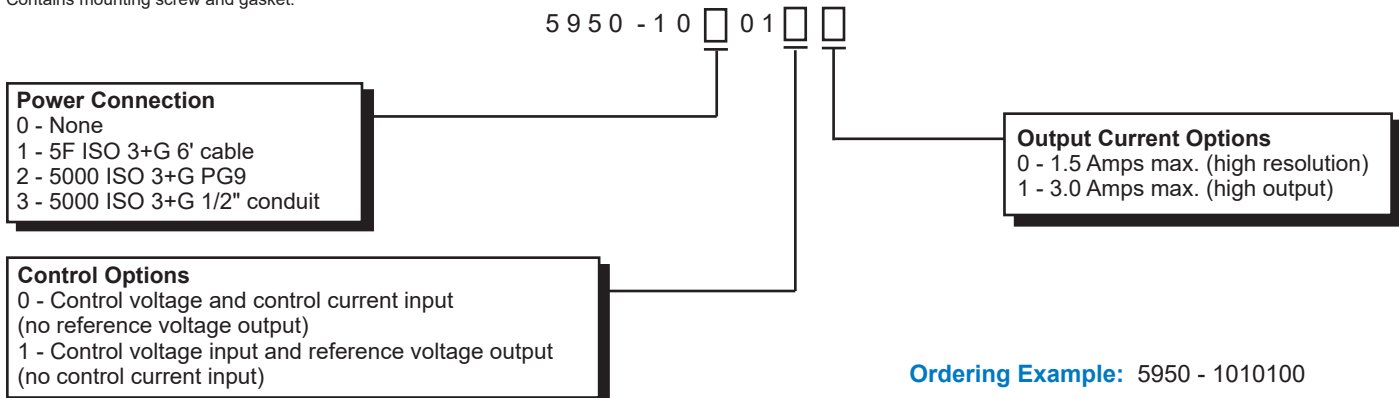 Contains mounting screw and gasket.
5950 -10 01
Power Connection
0 - None
1 - 5F ISO 3+G 6' cable
2 - 5000 ISO 3+G PG9
3 - 5000 ISO 3+G 1/2" conduit
Output Current Options
0 - 1.5 Amps max. (high resolution)
1 - 3.0 Amps max. (high output)
Control Options
0 - Control voltage and control current input
(no reference voltage output)
1 - Control voltage input and reference voltage output
(no control current input)
Ordering Example: 5950 - 1010100